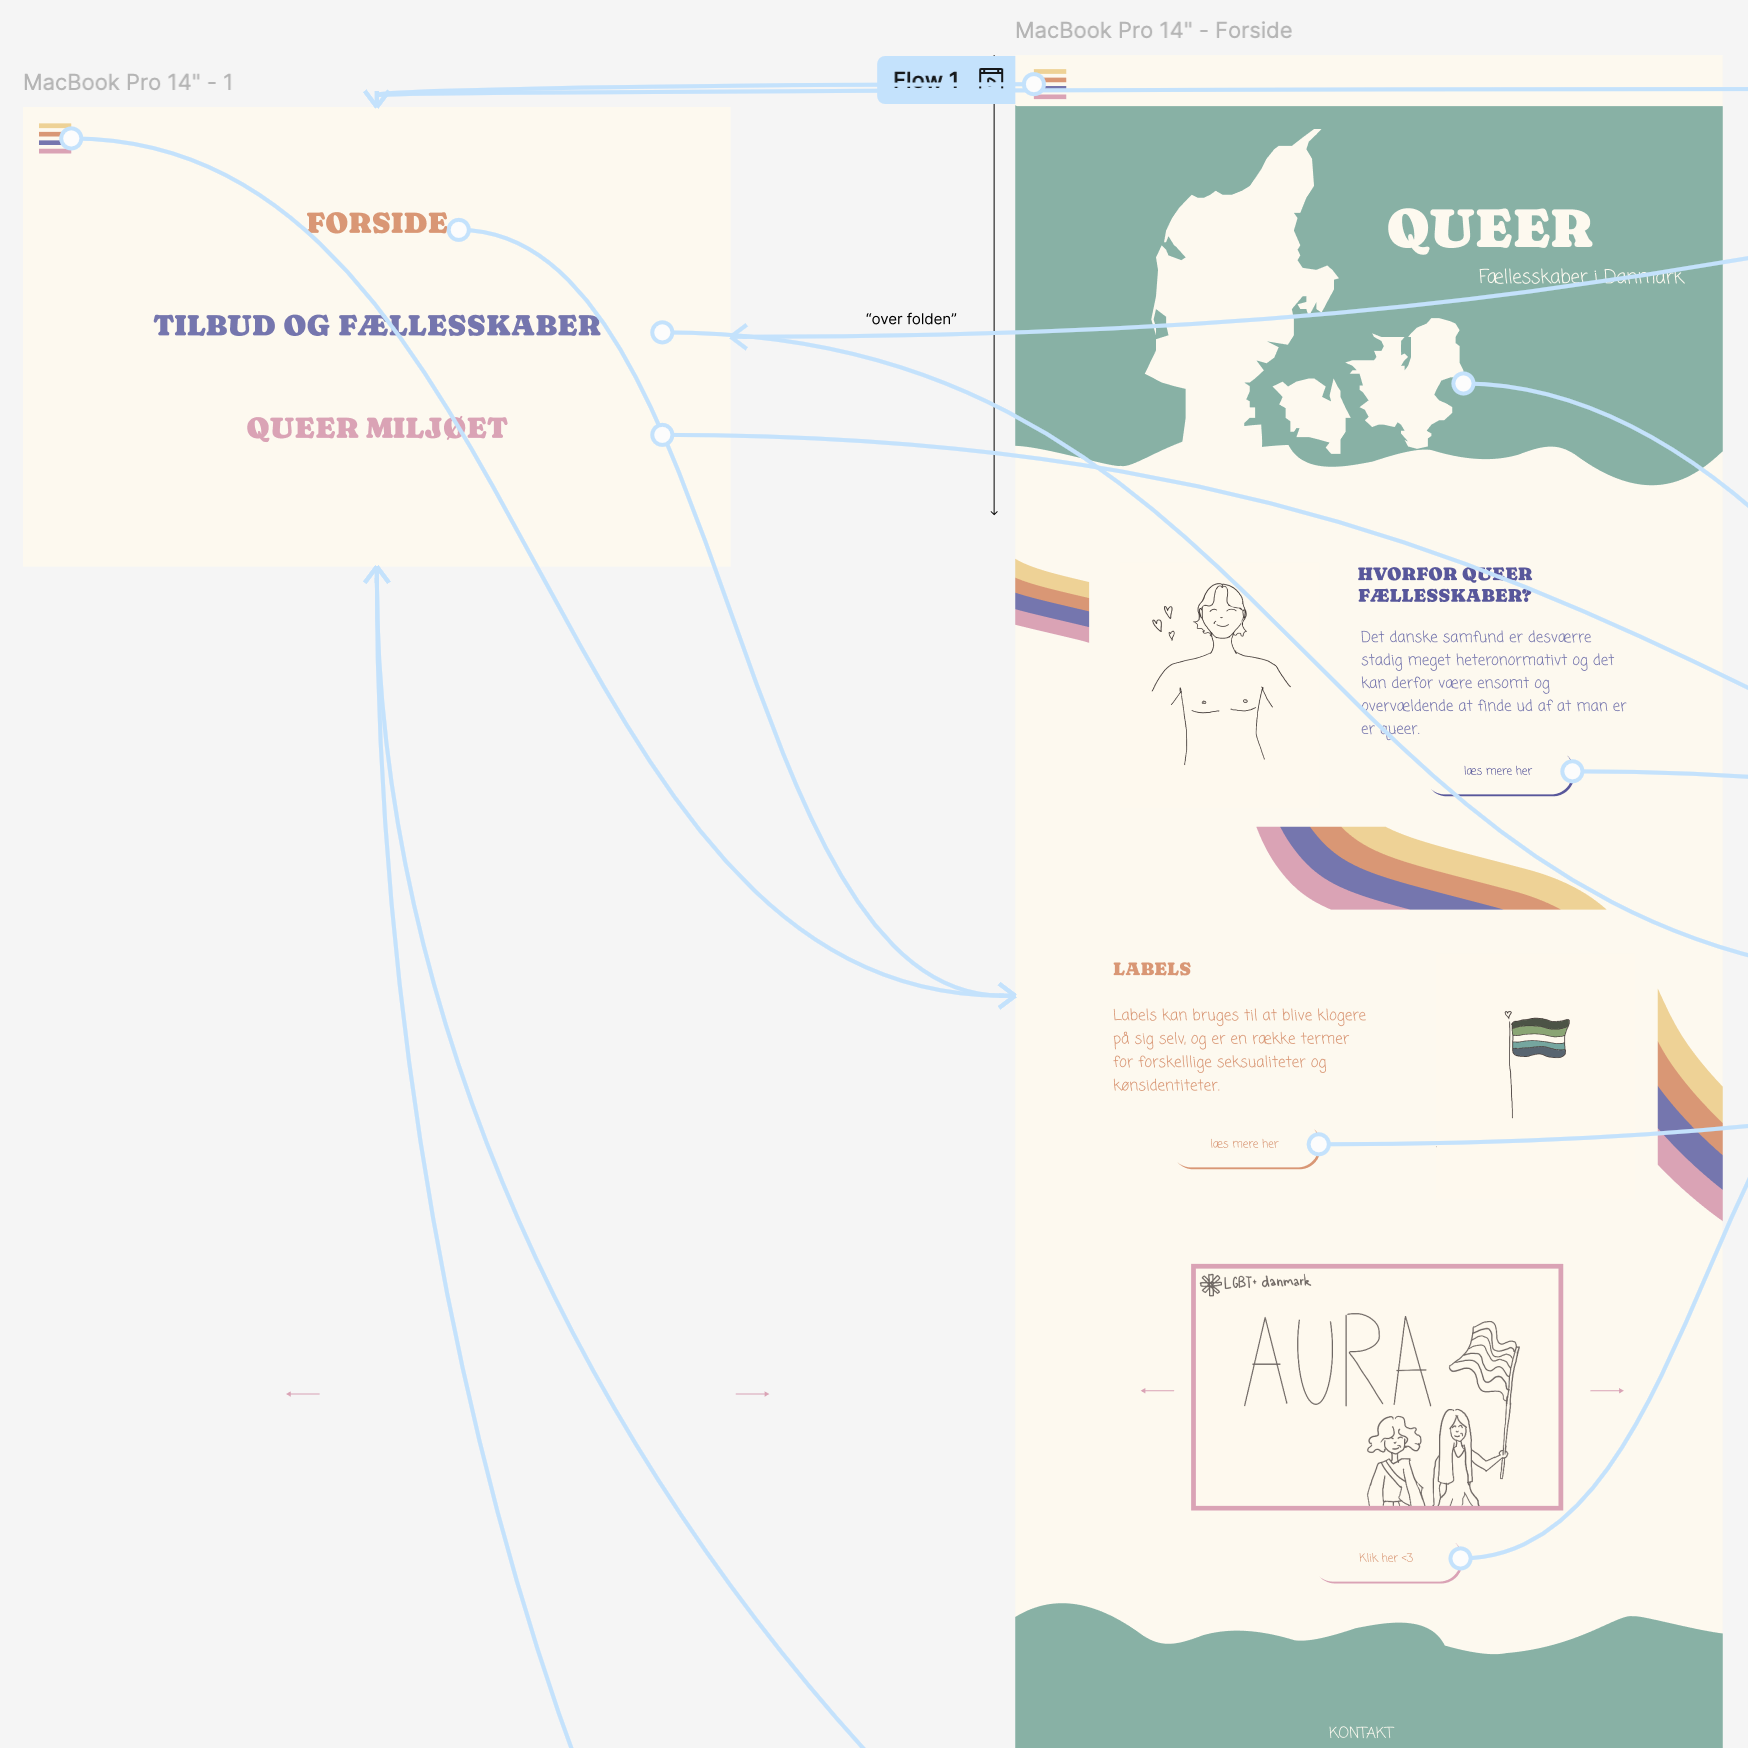 MacBook Pro 14" - 1
FORSIDE
TILBUD OG FÆLLESSKABER
QUEER MILJØET
Flow 1
"over folden"
MacBook Pro 14" - Forside
QUEER
Fællesskaber i Danmark
HVORFOR QUEER
FÆLLESSKABER?
Det danske samfund er desværre
stadig meget heteronormativt og det
kan derfor være ensomt og
overvældende at finde ud af at man er
er queer.
læs mere her
LABELS
Labels kan bruges til at blive klogere
på sig selv, og er en række termer
for forskelllige seksualiteter og
kønsidentiteter.
læs mere her
LGBT+ danmark
AURA
Klik her <3
KONTAKT